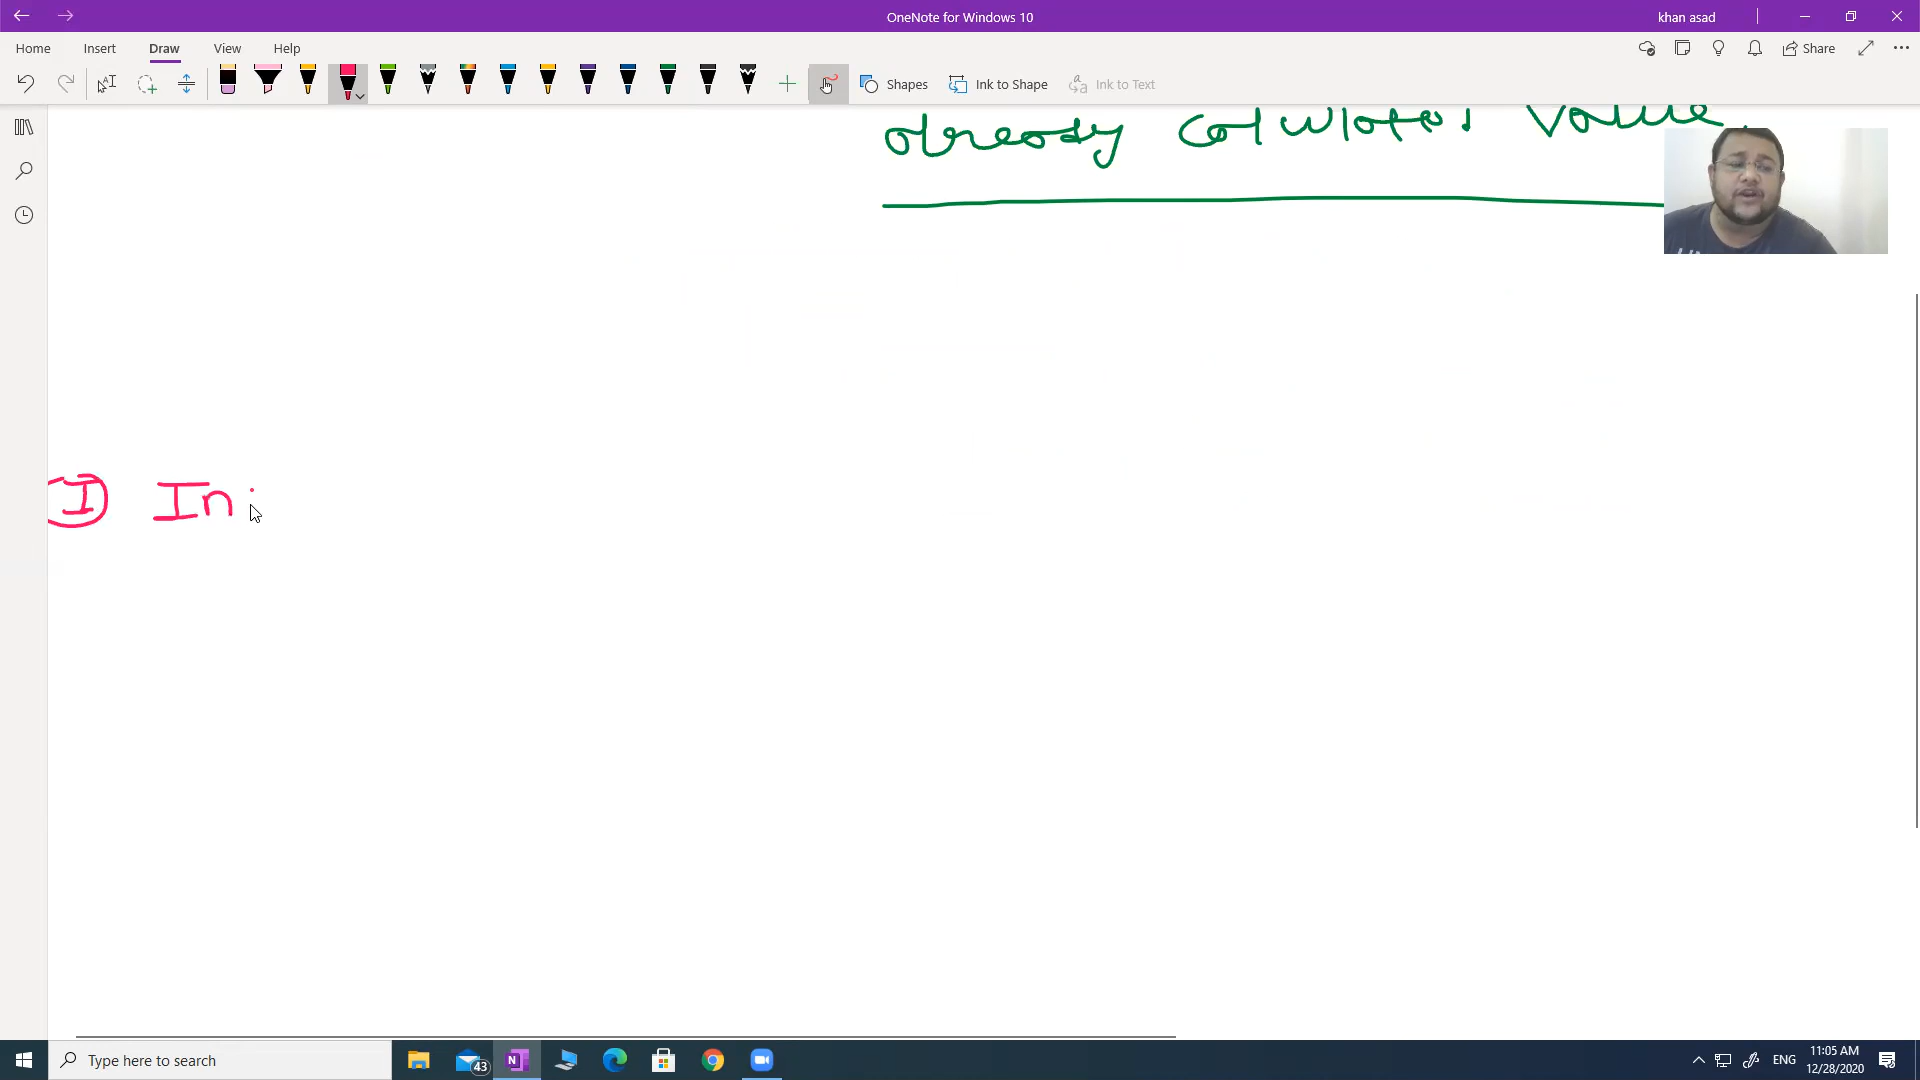 OneNote for Windows 10
khan asad
Home Insert Draw View Help
Share
Shapes Ink to Shape Ink to Text
already calculated value.
I In
Type here to search
43
ENG
11:05 AM
12/28/2020